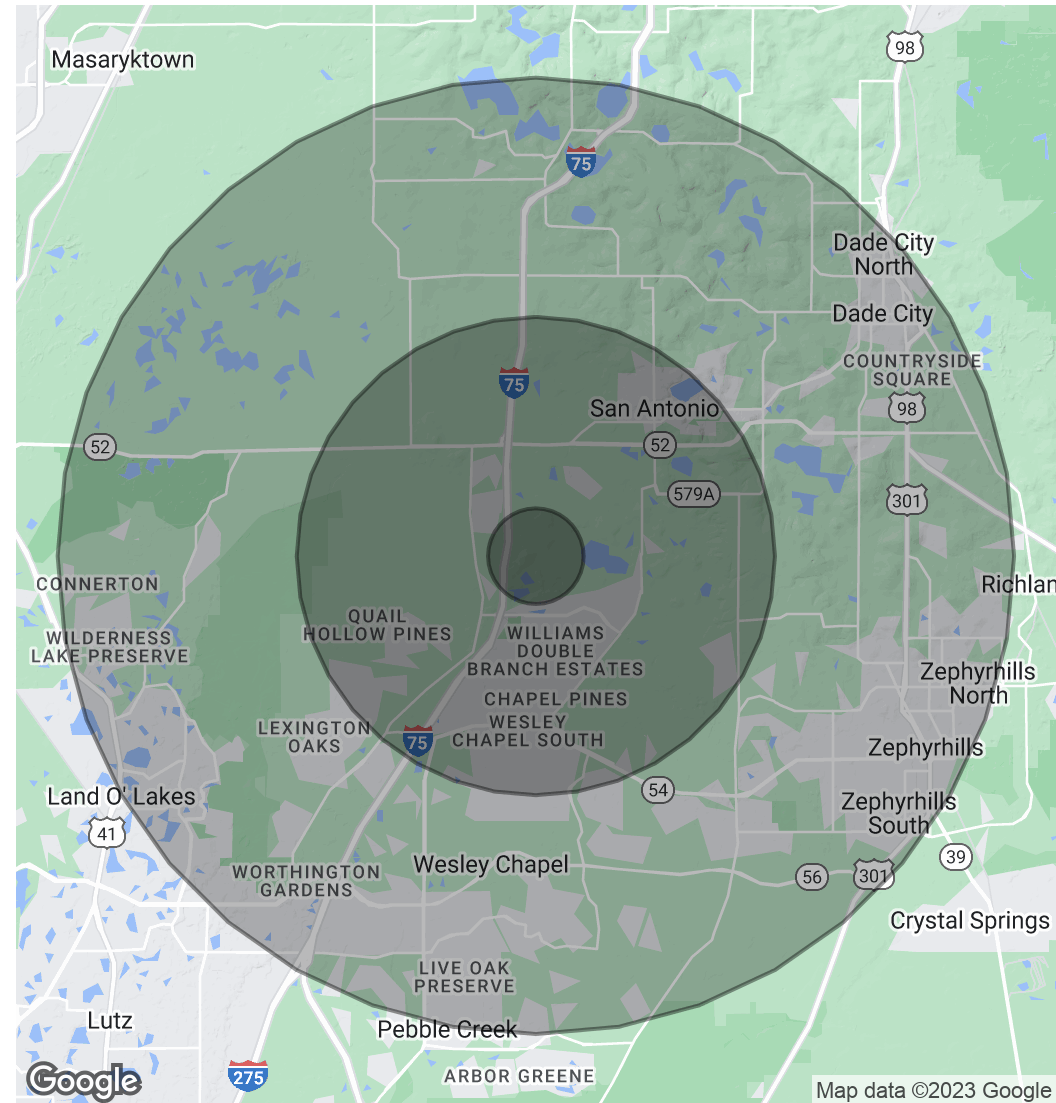 98
Masaryktown
75
Dade City
North
Dade City
COUNTRYSIDE
SQUARE
75
98
San Antonio
52
52
579A
301
CONNERTON
Richlan
QUAIL
HOLLOW PINES
WILLIAMS
DOUBLE
BRANCH ESTATES
WILDERNESS
LAKE PRESERVE
Zephyrhills
North
CHAPEL PINES
LEXINGTON
OAKS
WESLEY
CHAPEL SOUTH
75
Zephyrhills
54
Land O' Lakes
Zephyrhills
South
41
39
Wesley Chapel
WORTHINGTON
GARDENS
56
301
Crystal Springs
LIVE OAK
PRESERVE
Lutz
Pebble Creek
275
ARBOR GREENE
Google
Map data ©2023 Google